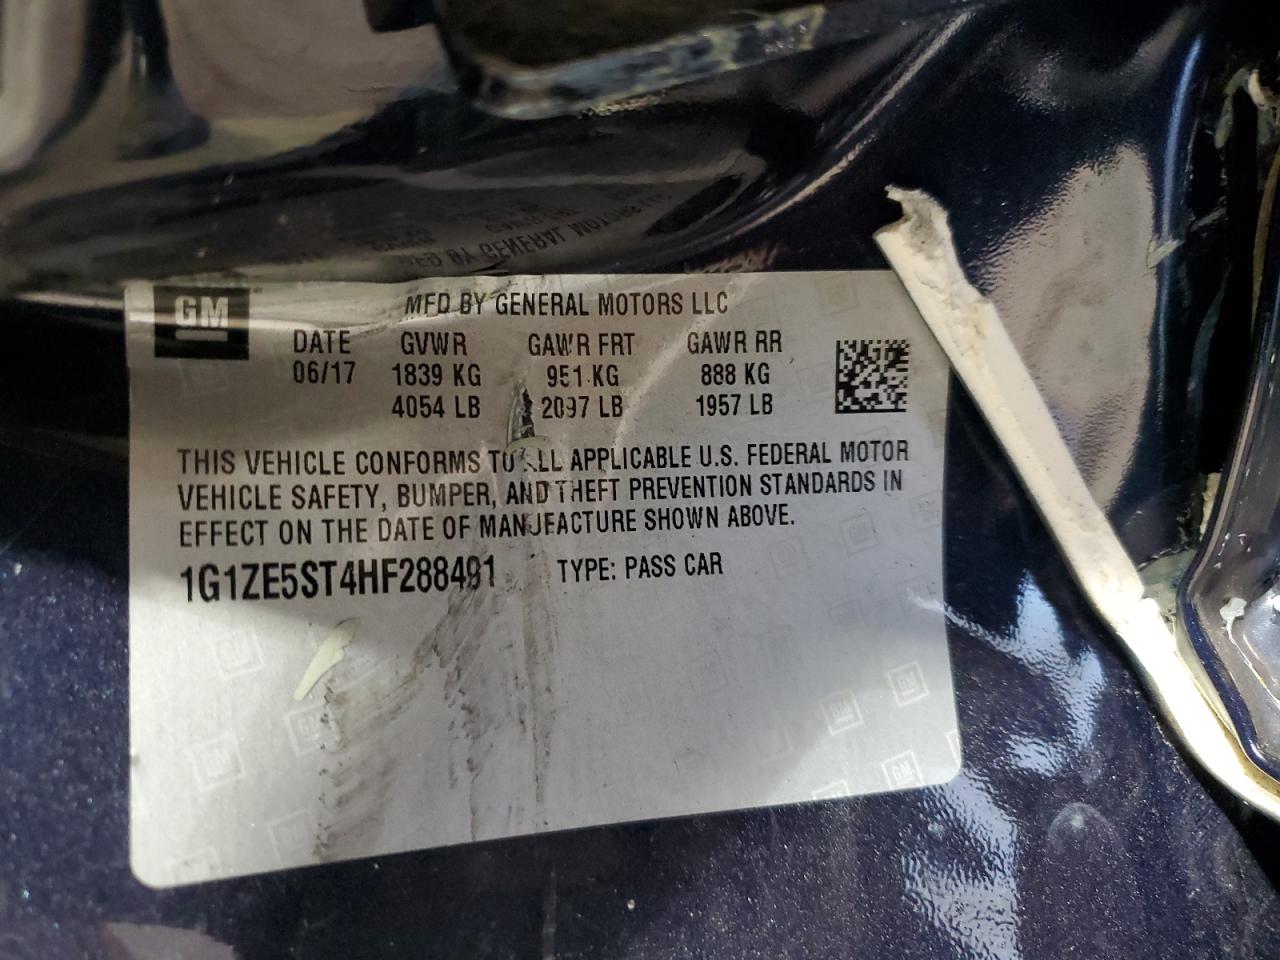 GM
MFD BY GENERAL MOTORS LLC
DATE GVWR GAWR FRT GAWR RR
06/17 1839 KG 951 KG 888 KG
4054 LB 2097 LB 1957 LB
THIS VEHICLE CONFORMS TO ALL APPLICABLE U.S. FEDERAL MOTOR
VEHICLE SAFETY, BUMPER, AND THEFT PREVENTION STANDARDS IN
EFFECT ON THE DATE OF MANUFACTURE SHOWN ABOVE.
1G1ZE5ST4HF288491 TYPE: PASS CAR